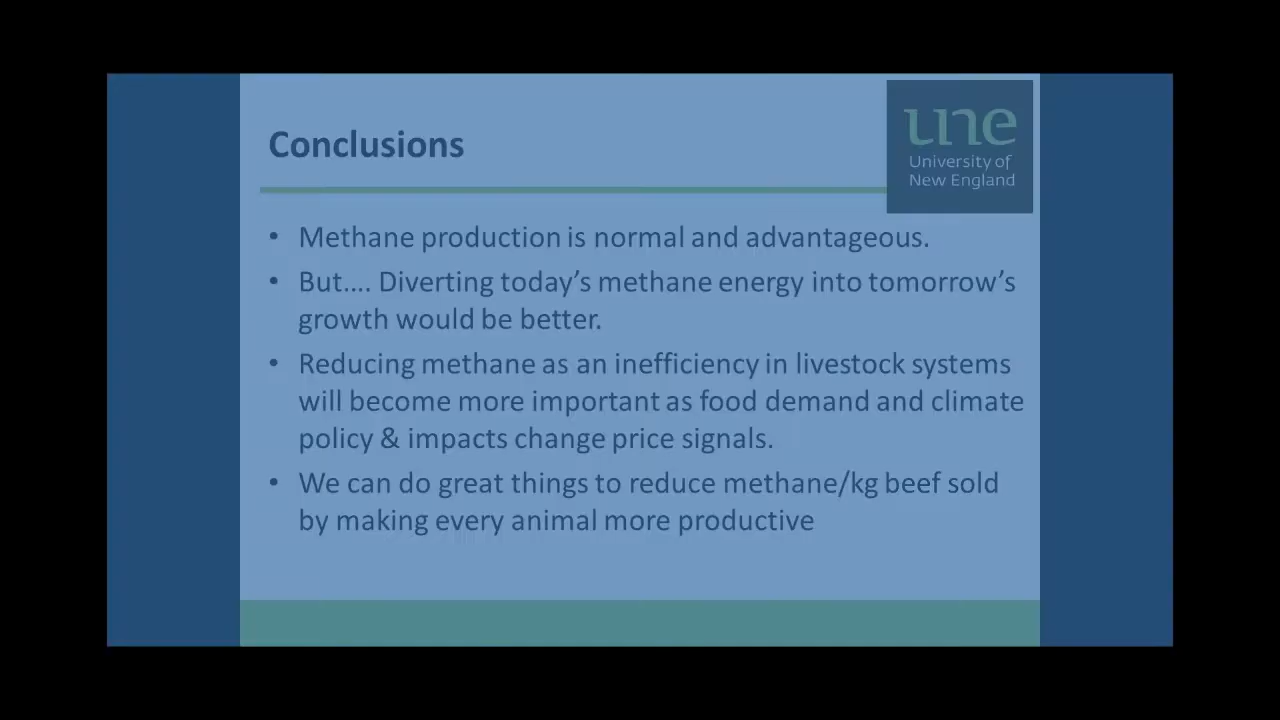 Conclusions
une
University of
New England
• Methane production is normal and advantageous.
• But.... Diverting today’s methane energy into tomorrow’s
growth would be better.
• Reducing methane as an inefficiency in livestock systems
will become more important as food demand and climate
policy & impacts change price signals.
• We can do great things to reduce methane/kg beef sold
by making every animal more productive